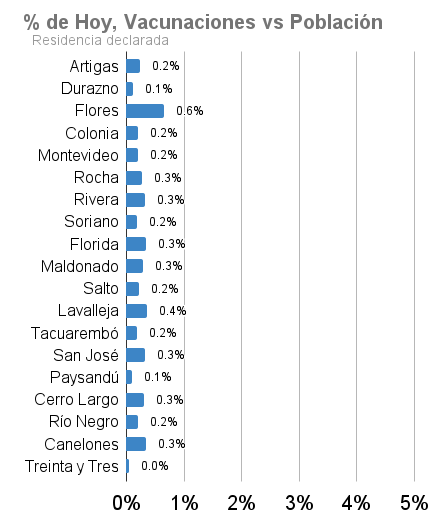 % de Hoy, Vacunaciones vs Población
Residencia declarada
Artigas 0.2%
Durazno 0.1%
Flores 0.6%
Colonia 0.2%
Montevideo 0.2%
Rocha 0.3%
Rivera 0.3%
Soriano 0.2%
Florida 0.3%
Maldonado 0.3%
Salto 0.2%
Lavalleja 0.4%
Tacuarembó 0.2%
San José 0.3%
Paysandú 0.1%
Cerro Largo 0.3%
Río Negro 0.2%
Canelones 0.3%
Treinta y Tres 0.0%
0% 1% 2% 3% 4% 5%